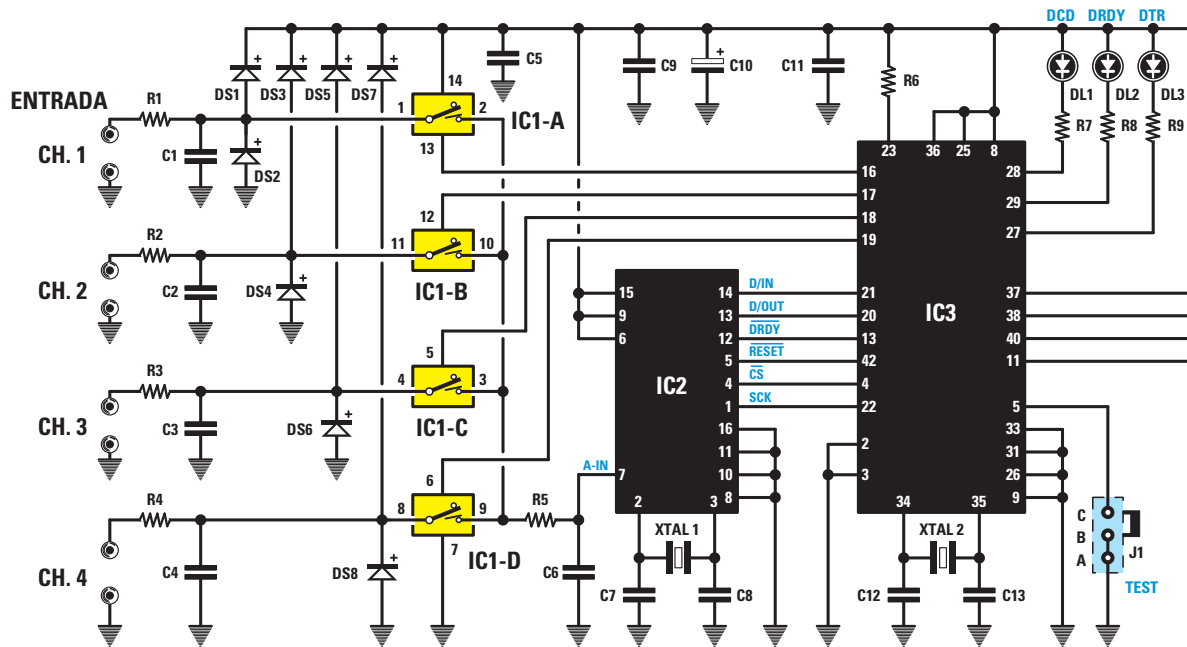 DCD DRDY DTR
C5 C9 + C10 C11 R6
+ + + +
DS1 DS3 DS5 DS7
DL1 DL2 DL3
R7 R8 R9
ENTRADA
R1
14
1 2
IC1-A
13
C1
+
DS2
CH. 1
23 36 25 8
16 28
17 29
18 27
19
12
R2
11 10
IC1-B
C2
DS4
+
CH. 2
15
9
6
14 D/IN 21
13 D/OUT 20
12 DRDY 13
5 RESET 42
4 CS 4
1 SCK 22
IC2
IC3
37
38
40
11
5
R3
5
4 3
IC1-C
C3
DS6
+
CH. 3
16
11
10
8
2
3
33
31
26
9
R4
6
8 9
7
IC1-D
R5
A-IN
7
C4
DS8
+
CH. 4
C6
2 3
XTAL 1
C7 C8
34 35
XTAL 2
C12 C13
C
B
A
J1
TEST